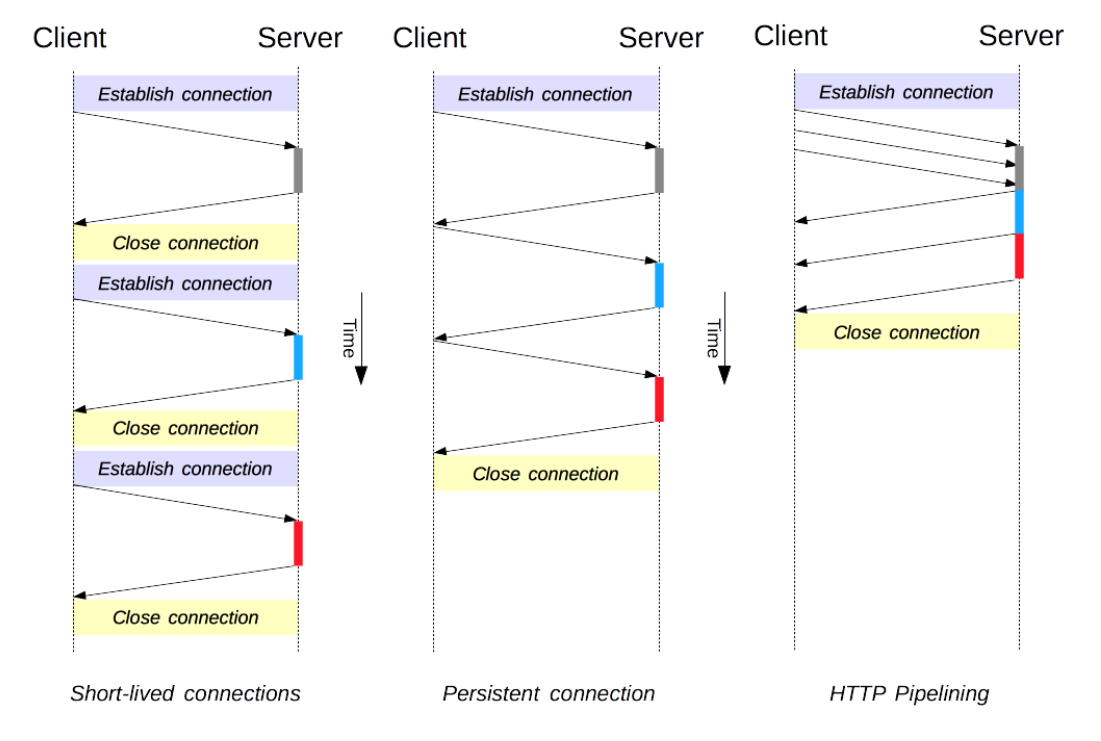 Client Server
Establish connection
Close connection
Establish connection
Close connection
Establish connection
Close connection
Short-lived connections
Time
Client Server
Establish connection
Close connection
Persistent connection
Time
Client Server
Establish connection
Close connection
HTTP Pipelining